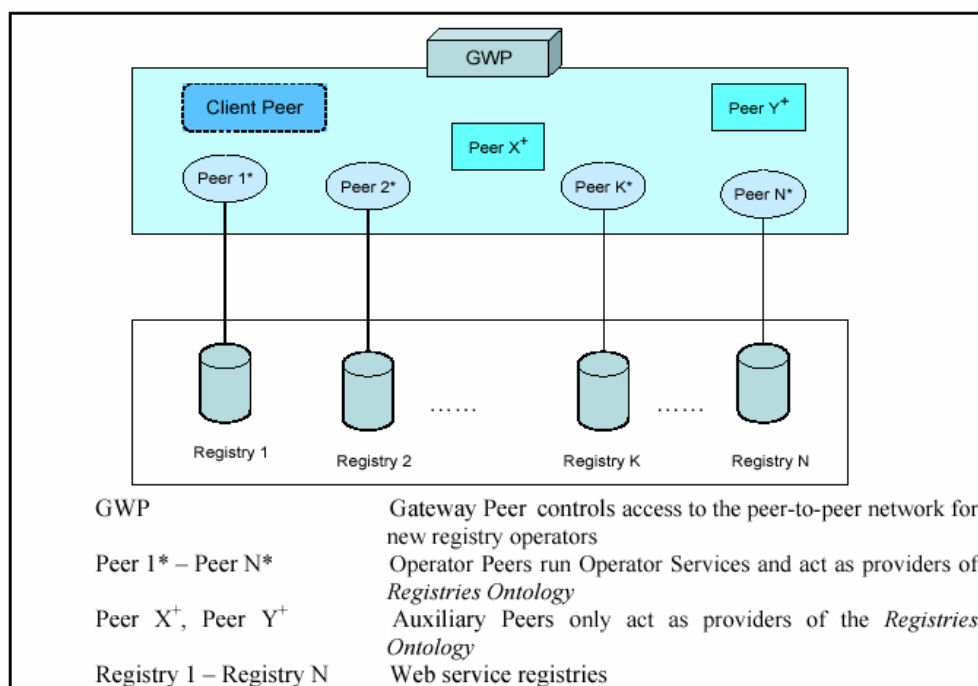 GWP
Client Peer
Peer Y+
Peer X+
Peer 1*
Peer 2*
Peer K*
Peer N*
......
......
Registry 1
Registry 2
Registry K
Registry N
GWP Gateway Peer controls access to the peer-to-peer network for
new registry operators
Peer 1* – Peer N* Operator Peers run Operator Services and act as providers of
Registries Ontology
Peer X+, Peer Y+ Auxiliary Peers only act as providers of the Registries
Ontology
Registry 1 – Registry N Web service registries